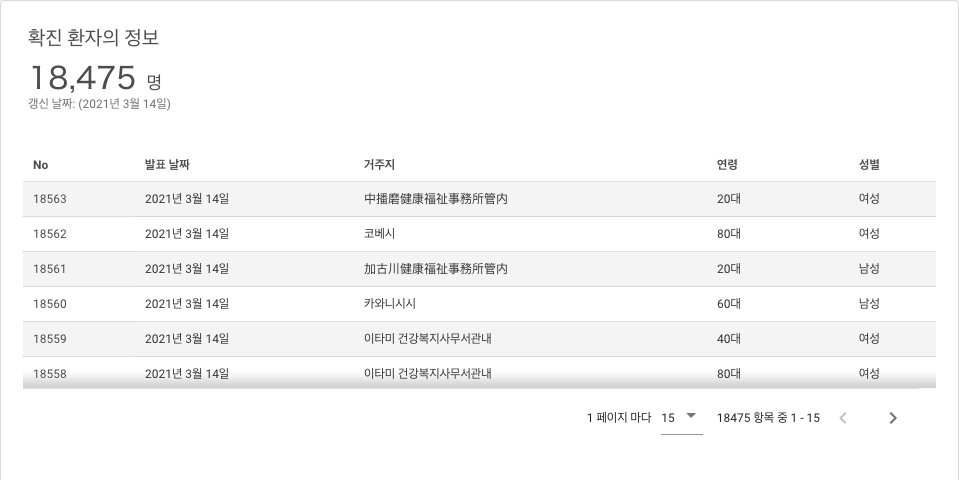 확진 환자의 정보
18,475 명
갱신 날짜: (2021년 3월 14일)
No 발표 날짜 거주지 연령 성별
18563 2021년 3월 14일 中播磨健康福祉事務所管内 20대 여성
18562 2021년 3월 14일 코베시 80대 여성
18561 2021년 3월 14일 加古川健康福祉事務所管内 20대 남성
18560 2021년 3월 14일 카와니시시 60대 남성
18559 2021년 3월 14일 이타미 건강복지사무서관내 40대 여성
18558 2021년 3월 14일 이타미 건강복지사무서관내 80대 여성
1 페이지 마다 15 18475 항목 중 1 - 15